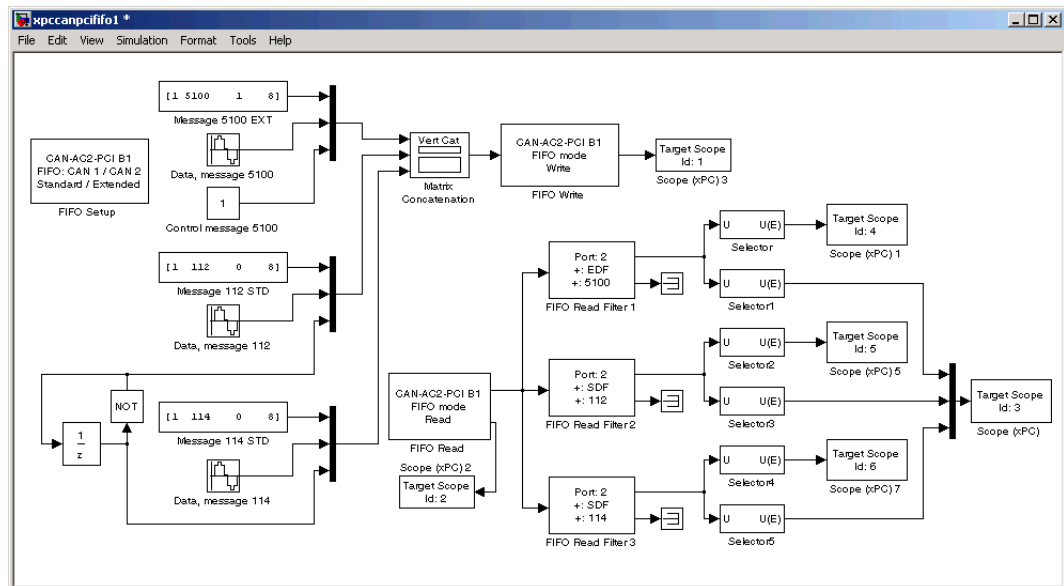 xpccanpcififo1 *
File Edit View Simulation Format Tools Help
[1 5100 1 8]
Message 5100 EXT
Data, message 5100
1
Control message 5100
CAN-AC2-PCI B1
FIFO: CAN 1 / CAN 2
Standard / Extended
FIFO Setup
Vert Cat
Matrix
Concatenation
CAN-AC2-PCI B1
FIFO mode
Write
FIFO Write
Target Scope
Id: 1
Scope (xPC) 3
[1 112 0 8]
Message 112 STD
Data, message 112
NOT
1
z
[1 114 0 8]
Message 114 STD
Data, message 114
CAN-AC2-PCI B1
FIFO mode
Read
FIFO Read
Scope (xPC) 2
Target Scope
Id: 2
Port: 2
+: EDF
+: 5100
FIFO Read Filter 1
U U(E)
Selector
Target Scope
Id: 4
Scope (xPC) 1
U U(E)
Selector1
Port: 2
+: SDF
+: 112
FIFO Read Filter2
U U(E)
Selector2
Target Scope
Id: 5
Scope (xPC) 5
U U(E)
Selector3
Target Scope
Id: 3
Scope (xPC)
Port: 2
+: SDF
+: 114
FIFO Read Filter 3
U U(E)
Selector4
Target Scope
Id: 6
Scope (xPC) 7
U U(E)
Selector5